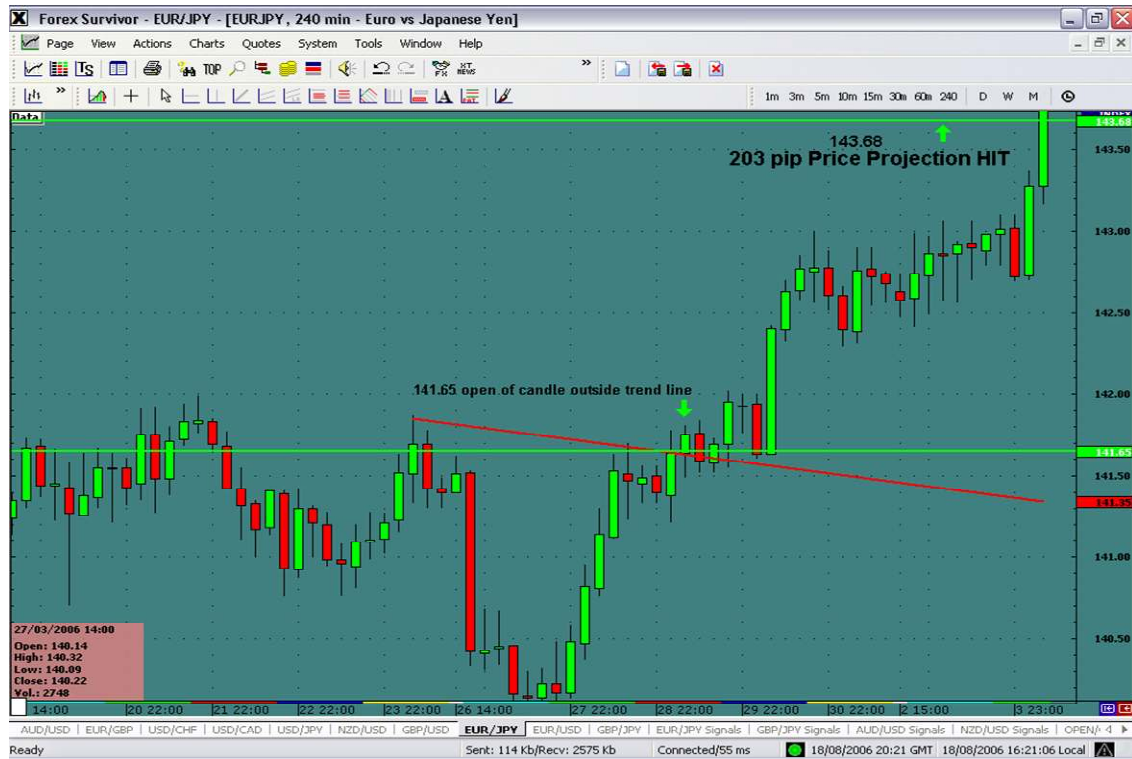 Forex Survivor - EUR/JPY - [EURJPY, 240 min - Euro vs Japanese Yen]
Page View Actions Charts Quotes System Tools Window Help
TS TOP FX XT NEWS
A
1m 3m 5m 10m 15m 30m 60m 240 D W M
Data
143.68
143.68
203 pip Price Projection HIT
143.50
143.00
142.50
141.65 open of candle outside trend line
142.00
141.65
141.50
141.35
141.00
140.50
27/03/2006 14:00
Open: 140.14
High: 140.32
Low: 140.09
Close: 140.22
Vol.: 2748
14:00 20 22:00 21 22:00 22 22:00 23 22:00 26 14:00 27 22:00 28 22:00 29 22:00 30 22:00 2 15:00 3 23:00
AUD/USD EUR/GBP USD/CHF USD/CAD USD/JPY NZD/USD GBP/USD EUR/JPY EUR/USD GBP/JPY EUR/JPY Signals GBP/JPY Signals AUD/USD Signals NZD/USD Signals OPEN/
Ready Sent: 114 Kb/Recv: 2575 Kb Connected/55 ms 18/08/2006 20:21 GMT 18/08/2006 16:21:06 Local